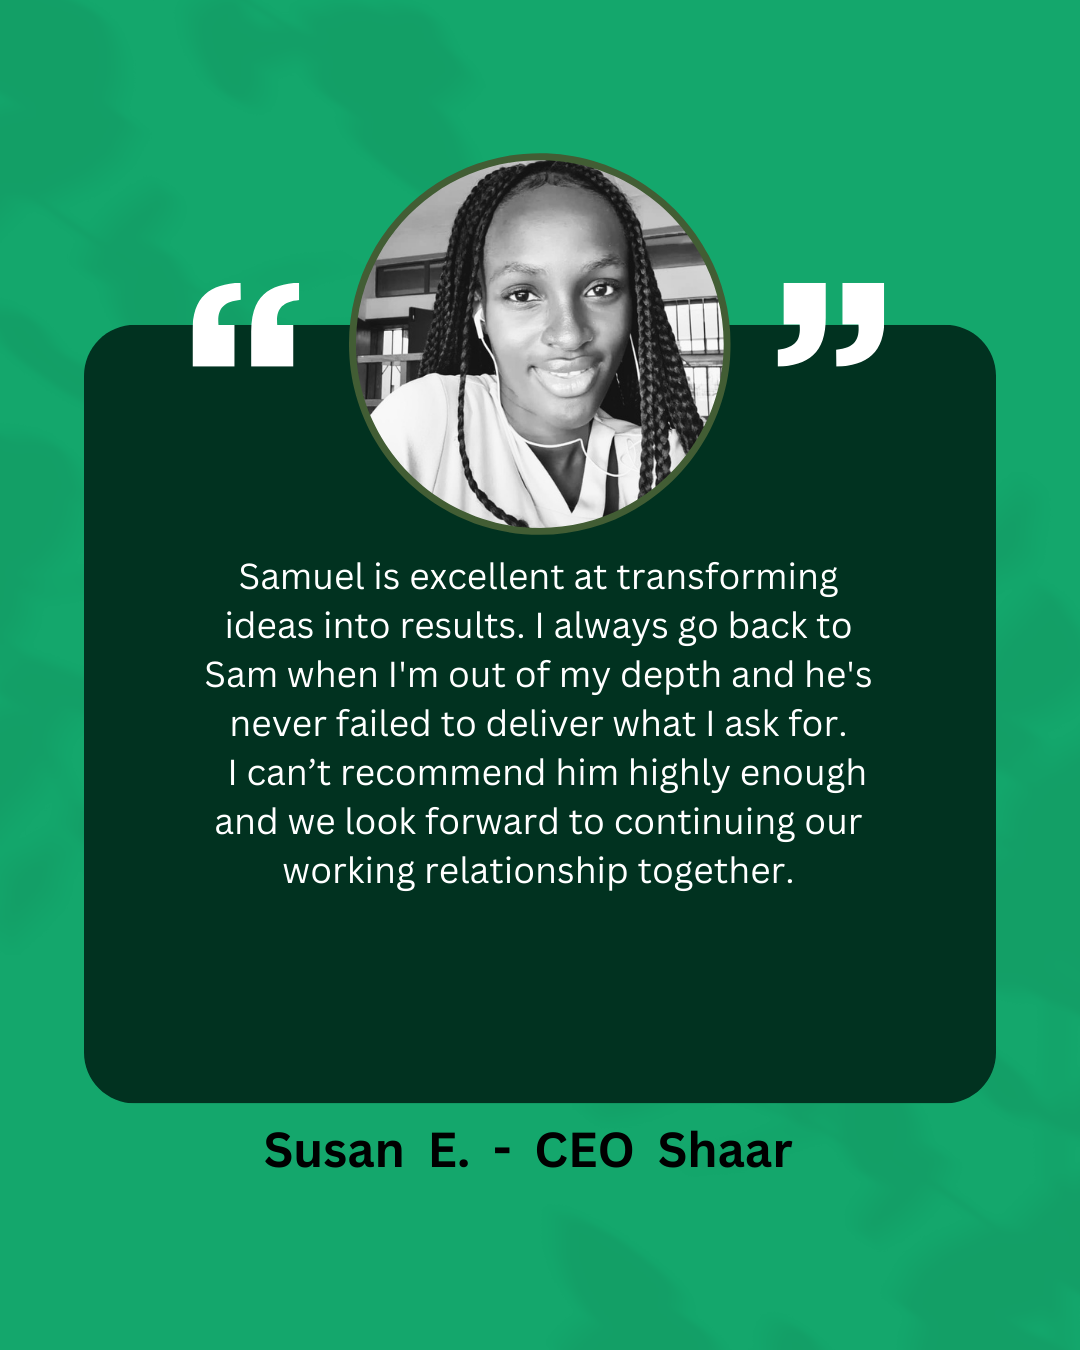 “ ”
Samuel is excellent at transforming
ideas into results. I always go back to
Sam when I'm out of my depth and he's
never failed to deliver what I ask for.
I can’t recommend him highly enough
and we look forward to continuing our
working relationship together.
Susan E. - CEO Shaar